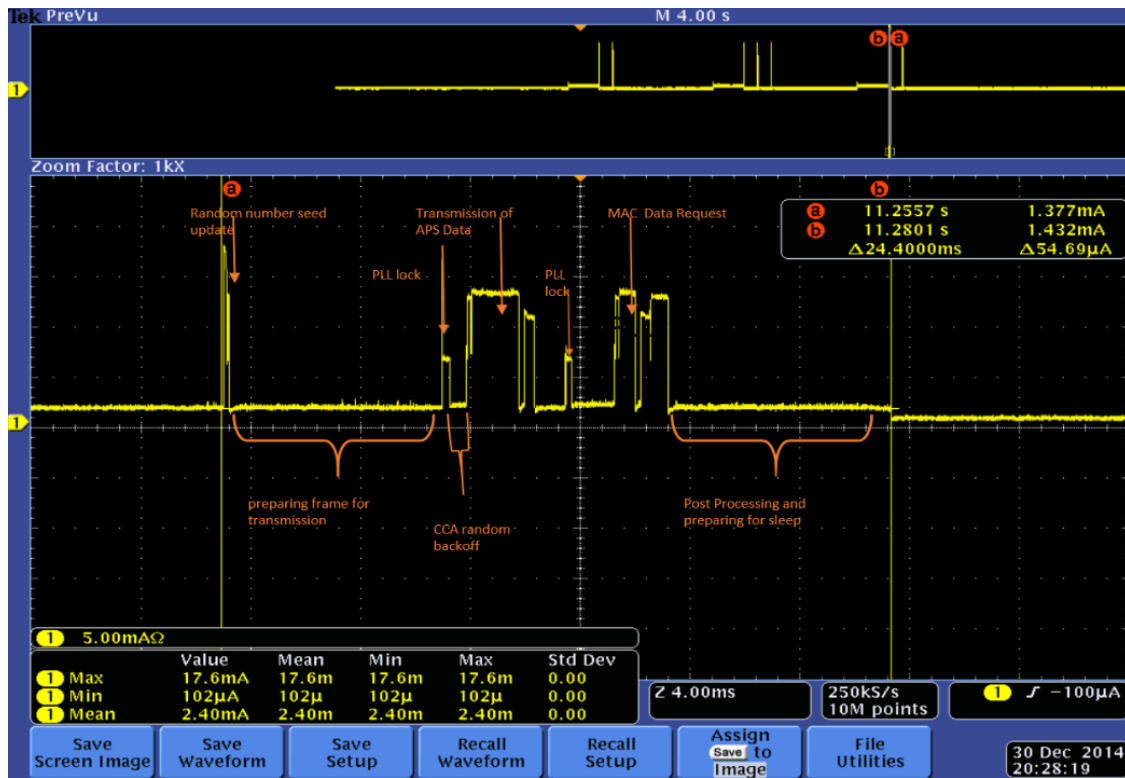 Tek PreVu
M 4.00 s
b a
1
Zoom Factor: 1kX
a
b
Random number seed
update
Transmission of
APS Data
MAC Data Request
PLL lock
PLL
lock
a 11.2557 s 1.377mA
b 11.2801 s 1.432mA
Δ24.4000ms Δ54.69µA
1
preparing frame for
transmission
CCA random
backoff
Post Processing and
preparing for sleep
1 5.00mAΩ
Value Mean Min Max Std Dev
1 Max 17.6mA 17.6m 17.6m 17.6m 0.00
1 Min 102µA 102µ 102µ 102µ 0.00
1 Mean 2.40mA 2.40m 2.40m 2.40m 0.00
Z 4.00ms
250kS/s
10M points
1 ƒ −100µA
Save
Screen Image
Save
Waveform
Save
Setup
Recall
Waveform
Recall
Setup
Assign
Save to
Image
File
Utilities
30 Dec 2014
20:28:19